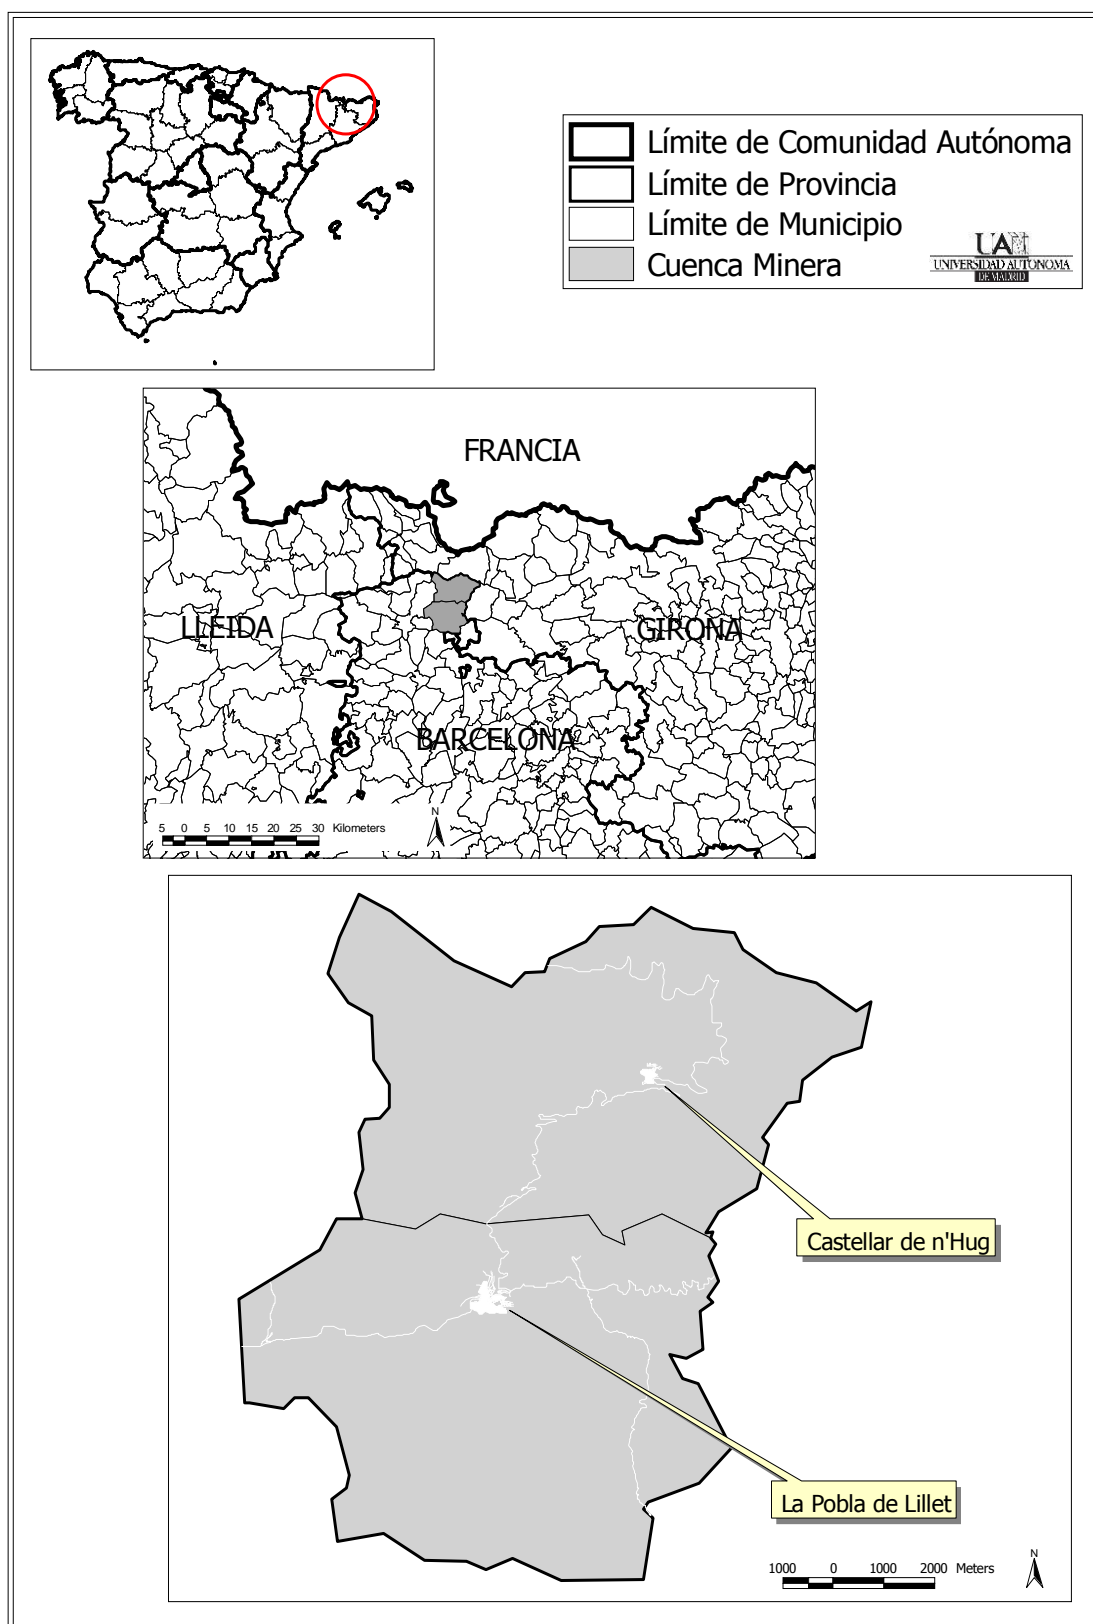 Límite de Comunidad Autónoma
Límite de Provincia
Límite de Municipio
Cuenca Minera
UAM
UNIVERSIDAD AUTONOMA
DE MADRID
FRANCIA
LLEIDA
GIRONA
BARCELONA
5 0 5 10 15 20 25 30 Kilometers
N
Castellar de n'Hug
La Pobla de Lillet
1000 0 1000 2000 Meters
N